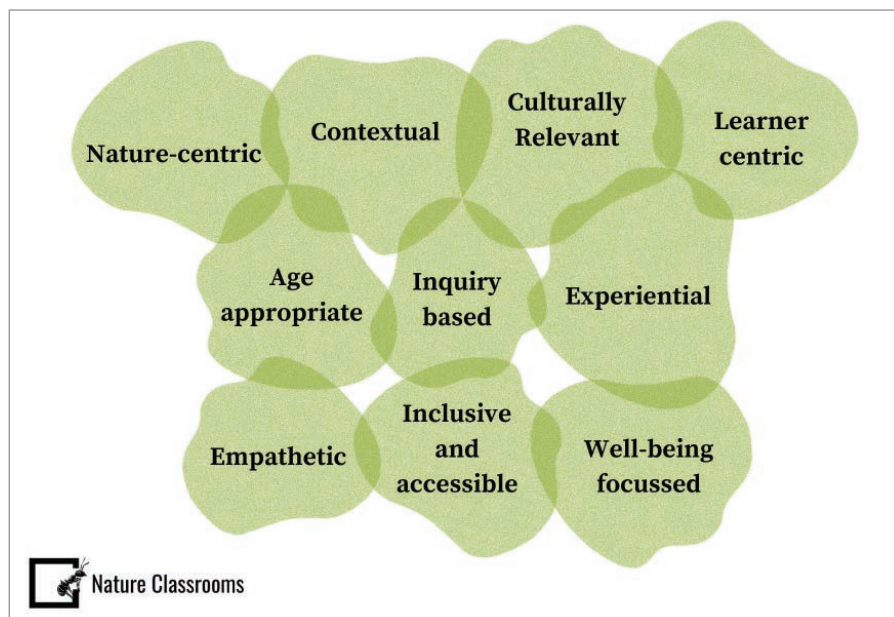 Nature-centric
Contextual
Culturally
Relevant
Learner
centric
Age
appropriate
Inquiry
based
Experiential
Empathetic
Inclusive
and
accessible
Well-being
focussed
Nature Classrooms